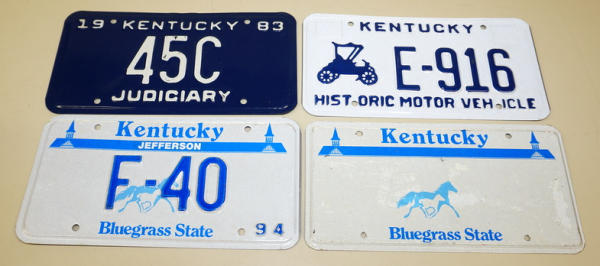 19 KENTUCKY 83
45C
JUDICIARY
KENTUCKY
E-916
HISTORIC MOTOR VEHICLE
Kentucky
JEFFERSON
F-40
Bluegrass State 94
Kentucky
Bluegrass State